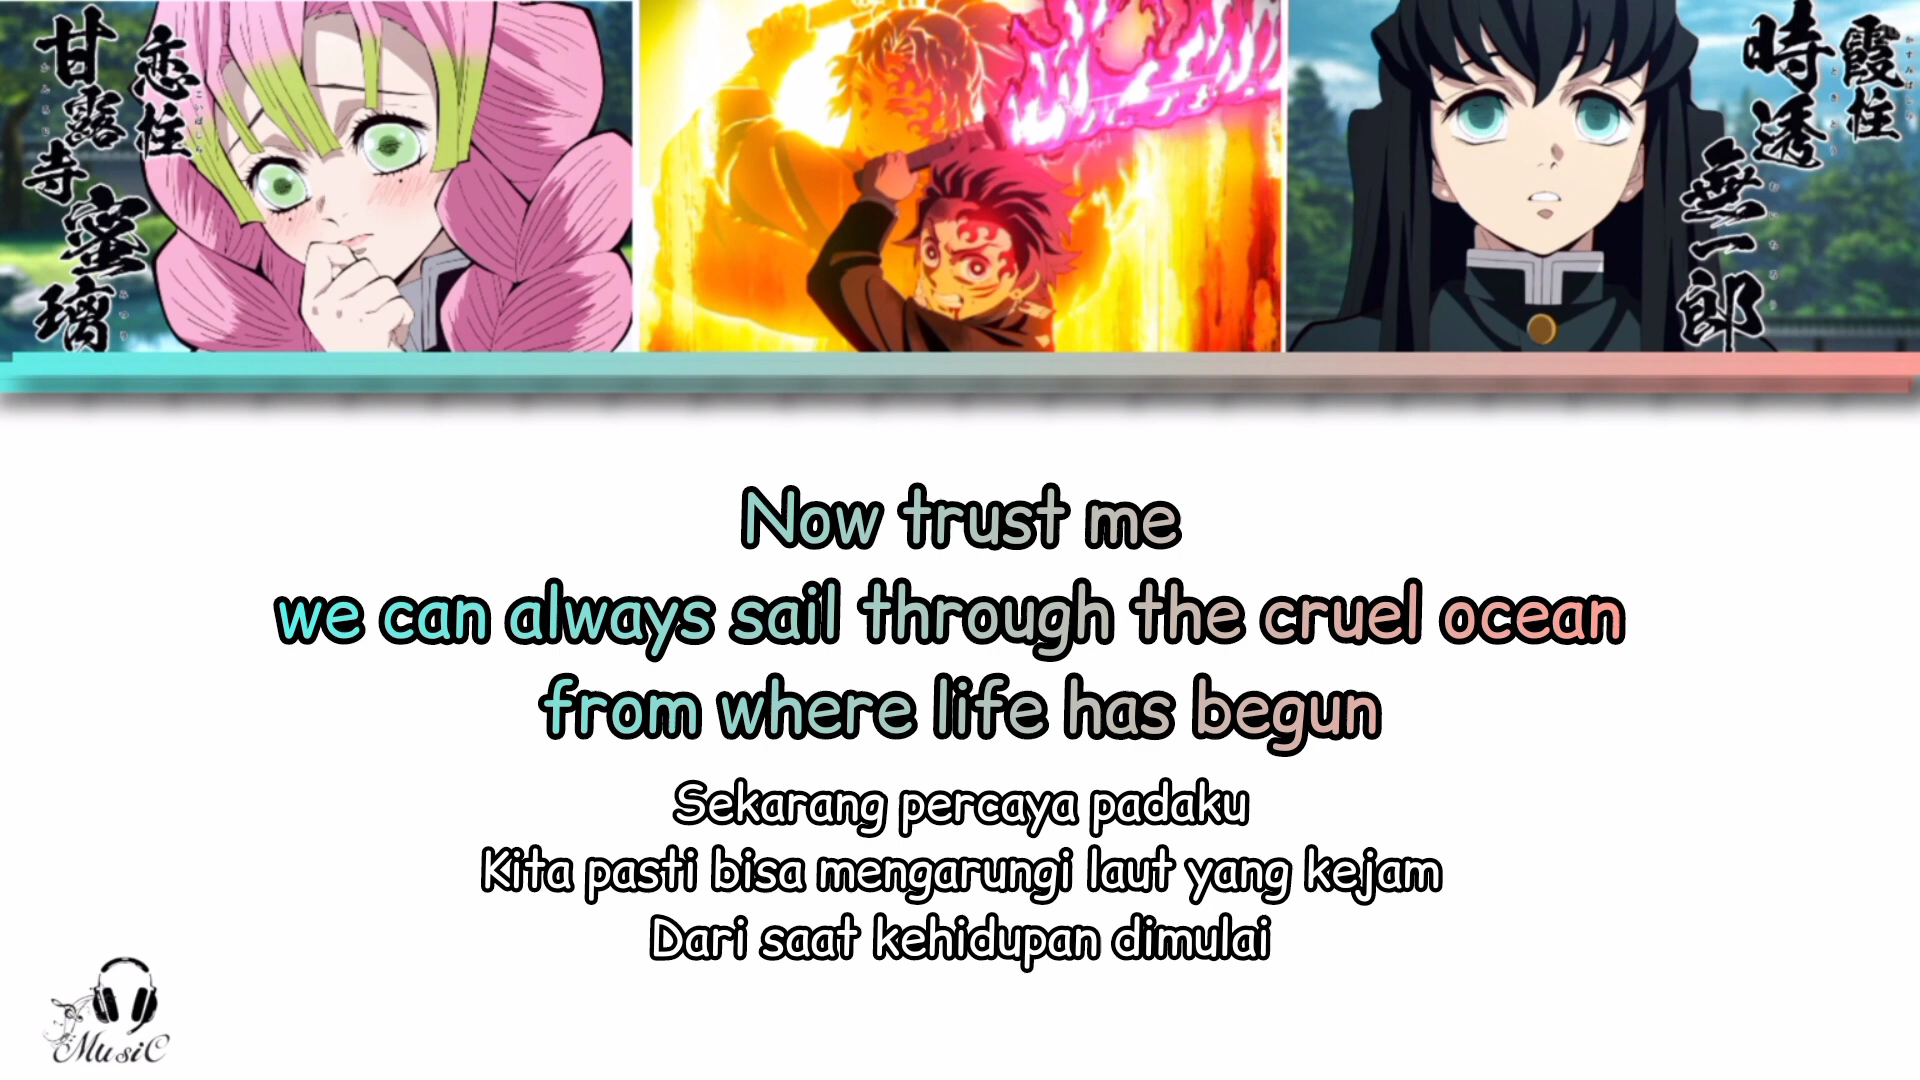 恋柱
甘露寺
蜜璃
霞柱
時透
無一郎
Now trust me
we can always sail through the cruel ocean
from where life has begun
Sekarang percaya padaku
Kita pasti bisa mengarungi laut yang kejam
Dari saat kehidupan dimulai
MusiC